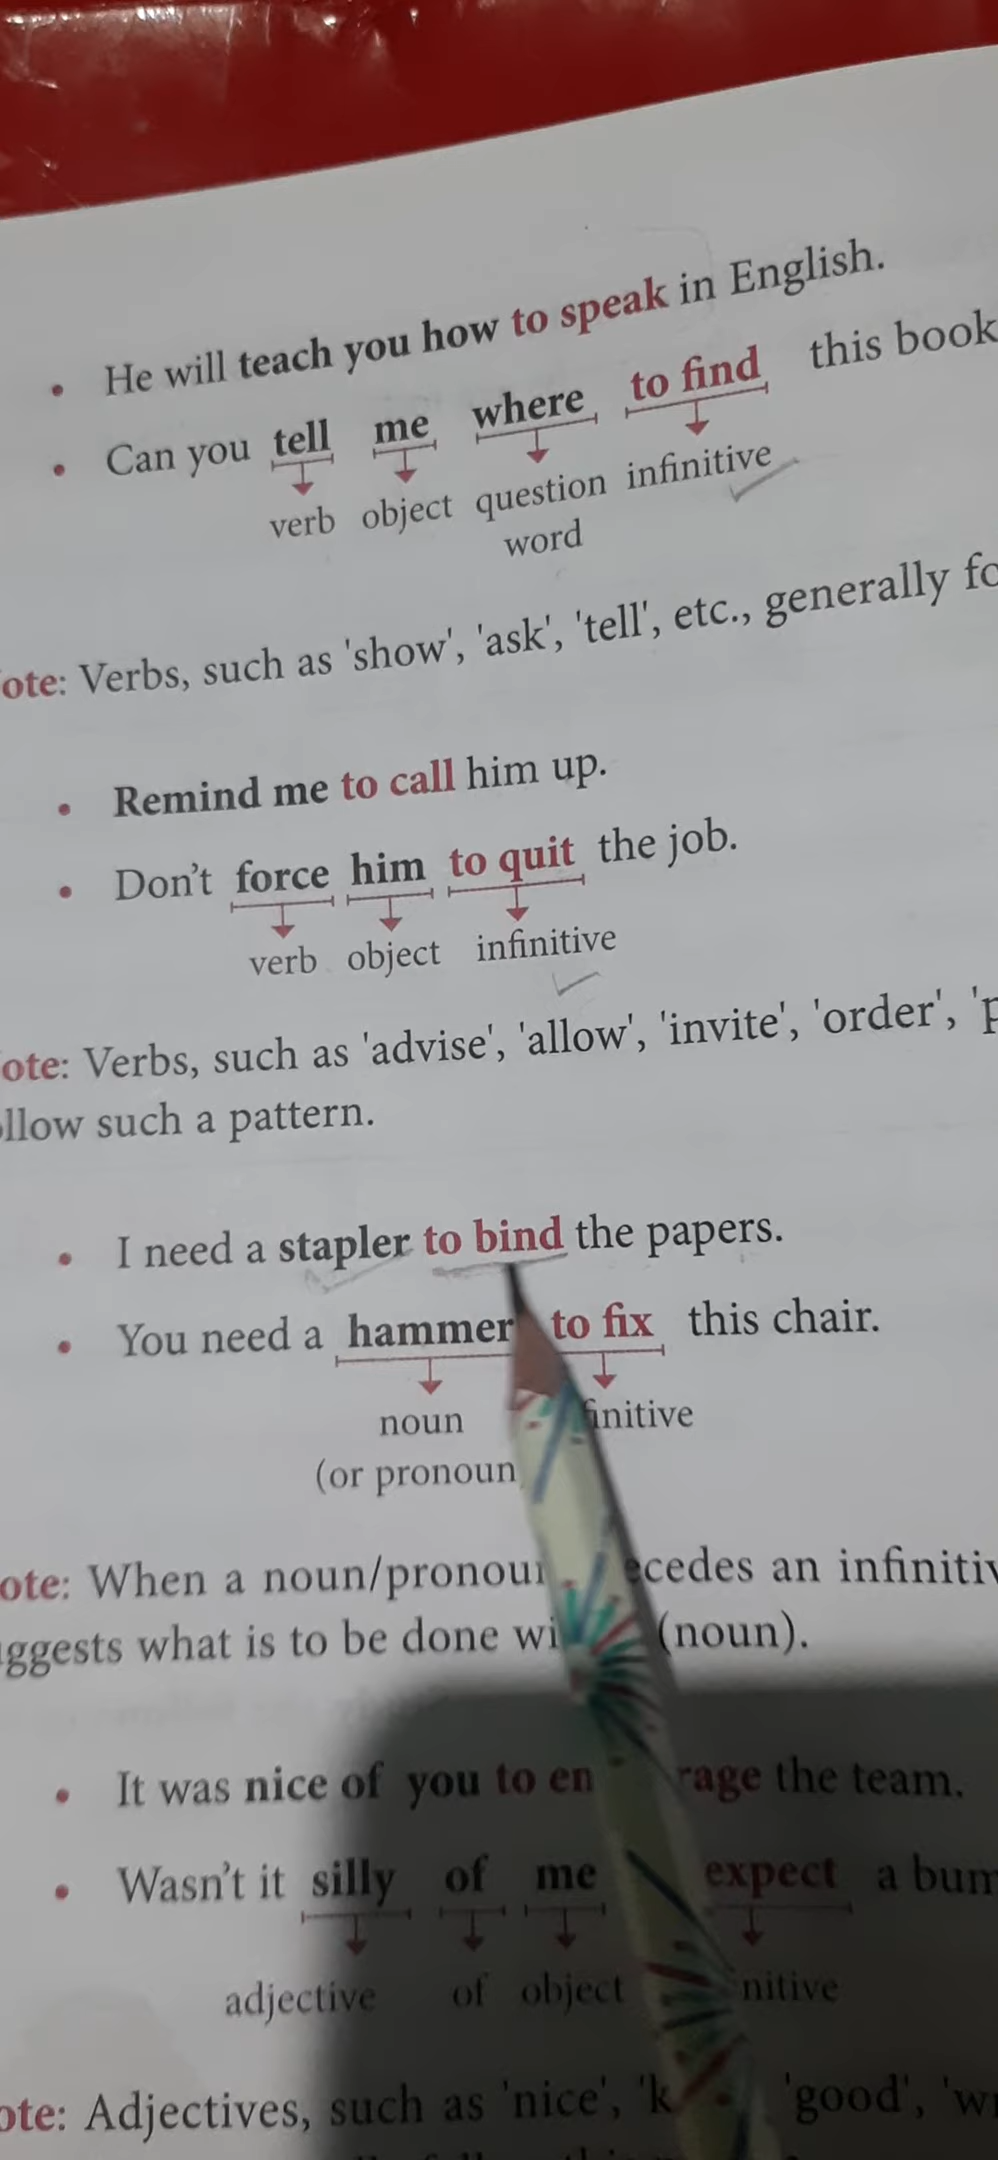 • He will teach you how to speak in English.
• Can you tell me where to find this book
verb object question infinitive
word
ote: Verbs, such as 'show', 'ask', 'tell', etc., generally fo
• Remind me to call him up.
• Don't force him to quit the job.
verb object infinitive
ote: Verbs, such as 'advise', 'allow', 'invite', 'order', 'p
ollow such a pattern.
• I need a stapler to bind the papers.
• You need a hammer to fix this chair.
noun finitive
(or pronoun
ote: When a noun/pronoun ecedes an infinitiv
ggests what is to be done wi (noun).
• It was nice of you to en rage the team.
• Wasn't it silly of me expect a bum
adjective of object nitive
ote: Adjectives, such as 'nice', 'k 'good', 'wr